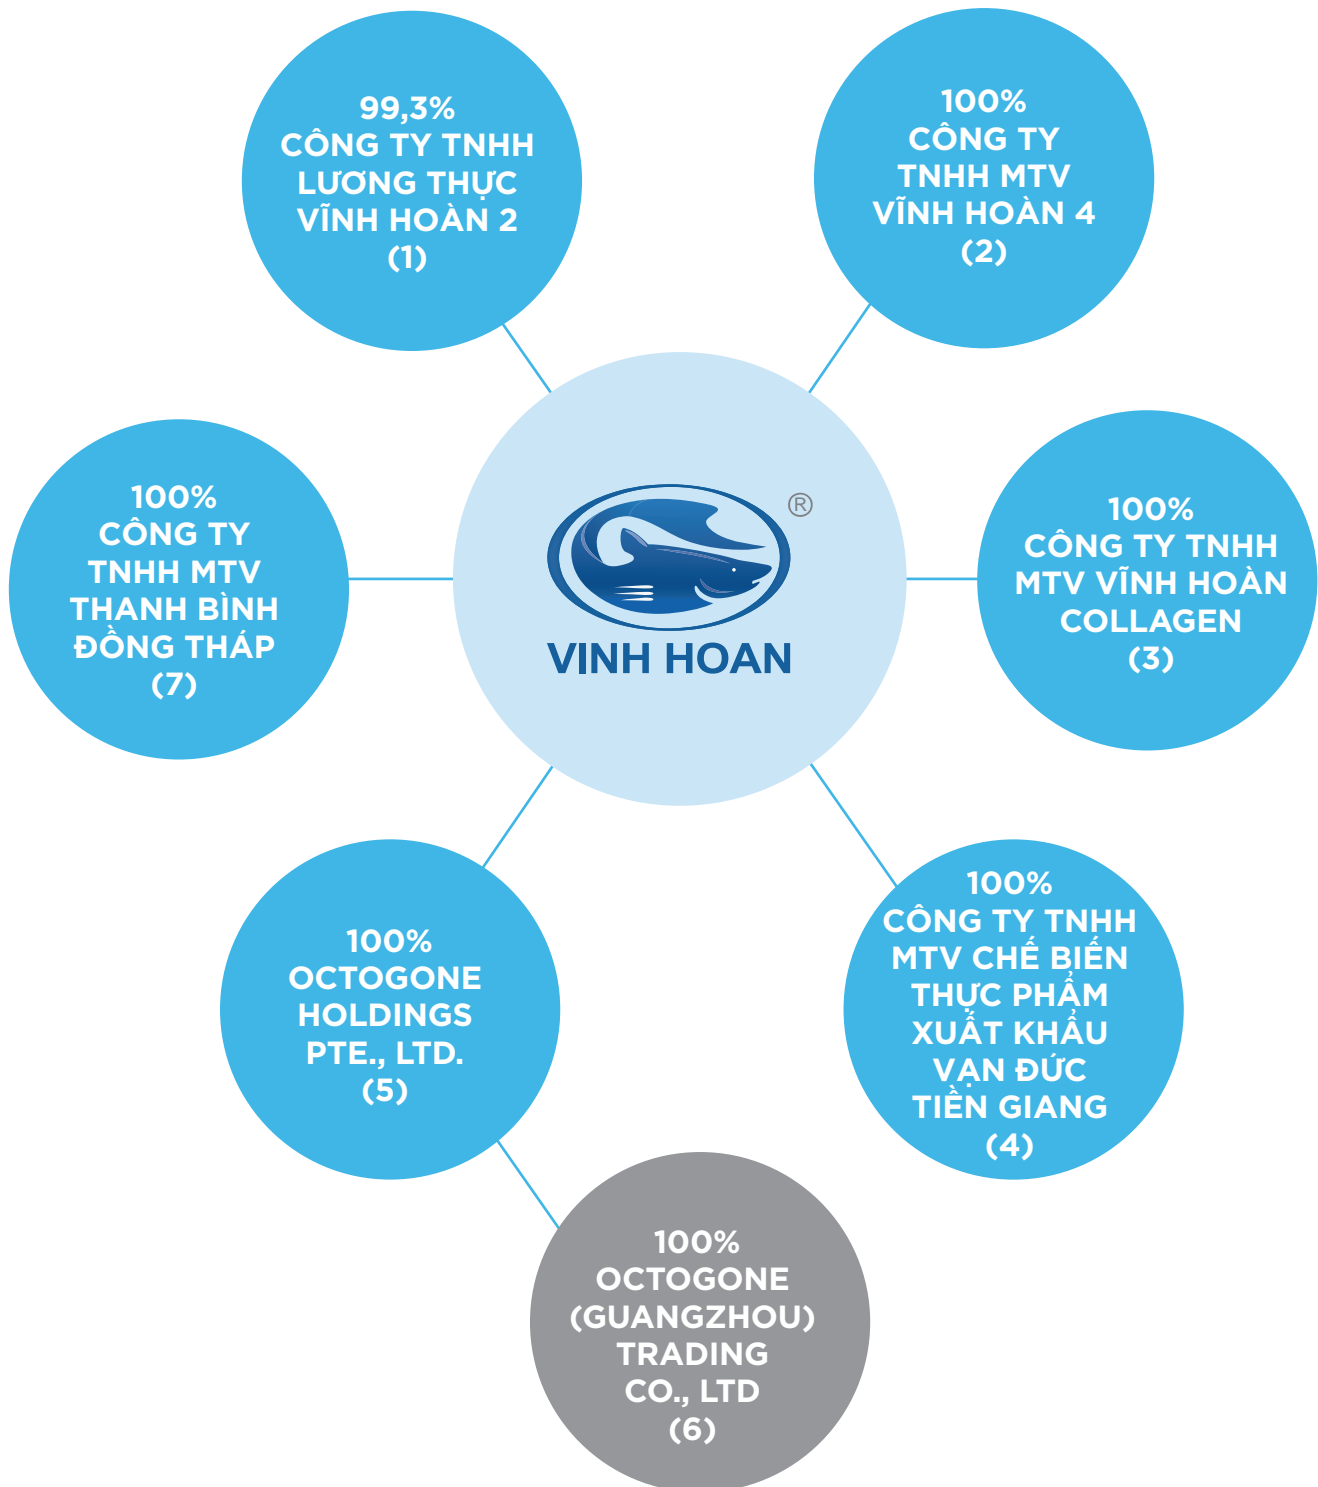 99,3%
CÔNG TY TNHH
LƯƠNG THỰC
VĨNH HOÀN 2
(1)
100%
CÔNG TY
TNHH MTV
VĨNH HOÀN 4
(2)
100%
CÔNG TY
TNHH MTV
THANH BÌNH
ĐỒNG THÁP
(7)
®
VINH HOAN
100%
CÔNG TY TNHH
MTV VĨNH HOÀN
COLLAGEN
(3)
100%
OCTOGONE
HOLDINGS
PTE., LTD.
(5)
100%
CÔNG TY TNHH
MTV CHẾ BIẾN
THỰC PHẨM
XUẤT KHẨU
VẠN ĐỨC
TIỀN GIANG
(4)
100%
OCTOGONE
(GUANGZHOU)
TRADING
CO., LTD
(6)